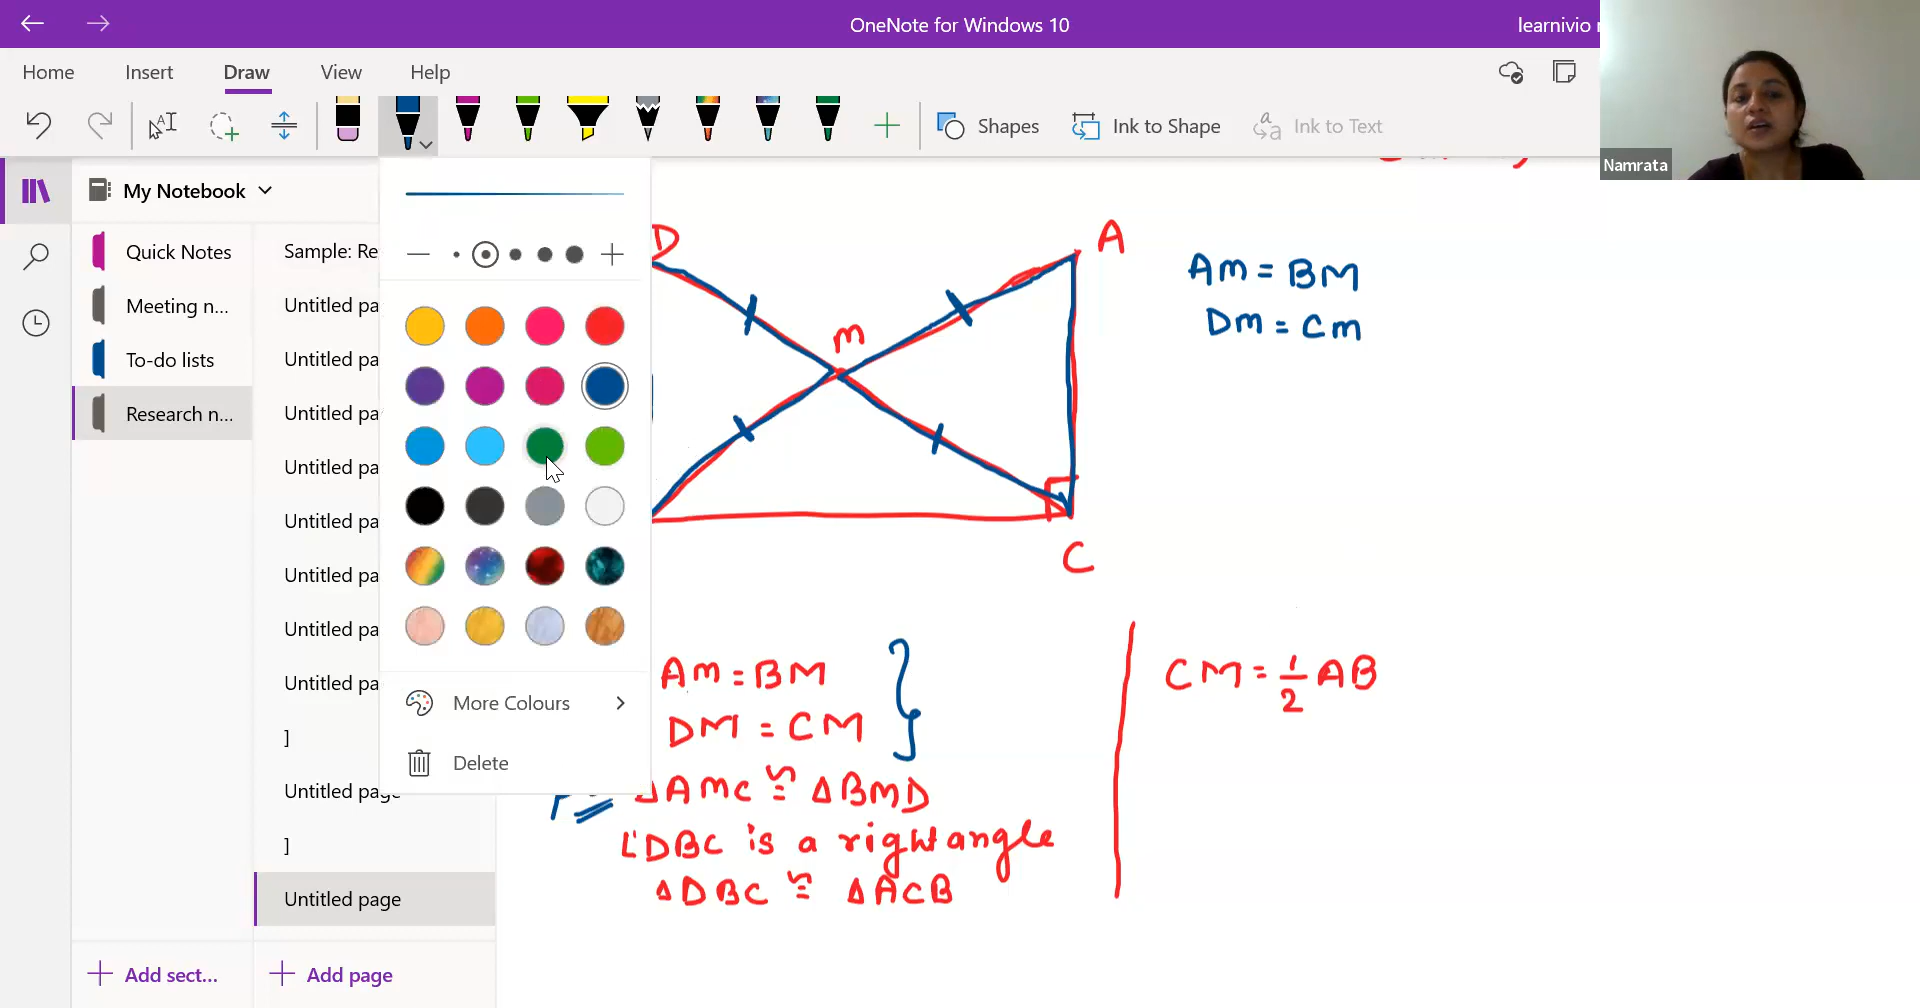 OneNote for Windows 10
learnivio
Home Insert Draw View Help
Shapes Ink to Shape Ink to Text
Namrata
My Notebook
Quick Notes
Meeting n...
To-do lists
Research n...
Sample: Re
Untitled pa
Untitled pa
Untitled pa
Untitled pa
Untitled pa
Untitled pa
Untitled pa
Untitled pa
]
Untitled page
]
Untitled page
Add sect...
Add page
More Colours
Delete
D
A
m
C
Am = BM
Dm = Cm
Am = BM
DM = CM
ΔAMC ≅ ΔBMD
∟DBC is a right angle
ΔDBC ≅ ΔACB
CM = 1/2 AB